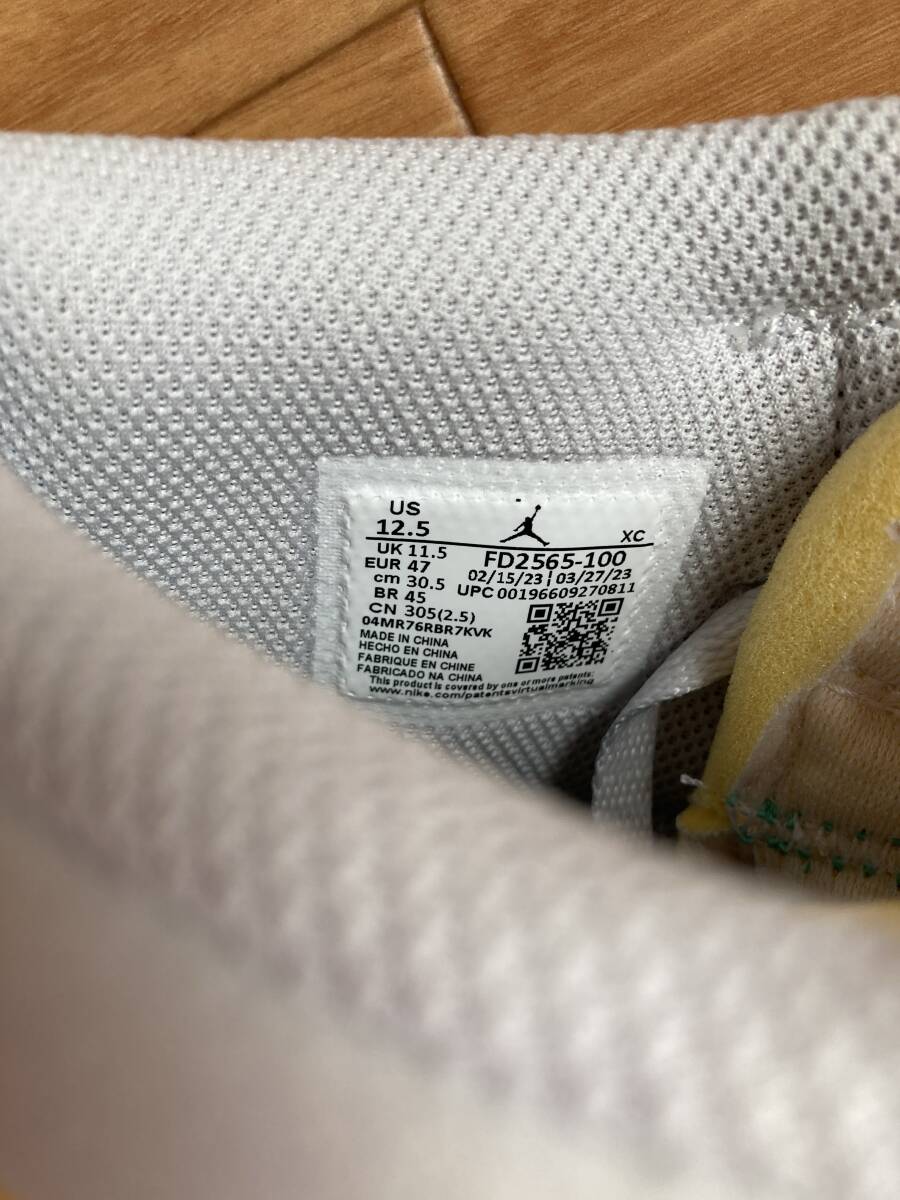 US
12.5
XC
UK 11.5
FD2565-100
EUR 47
02/15/23 | 03/27/23
cm 30.5
UPC 00196609270811
BR 45
CN 305(2.5)
04MR76RBR7KVK
MADE IN CHINA
HECHO EN CHINA
FABRIQUE EN CHINE
FABRICADO NA CHINA
This product is covered by one or more patents:
www.nike.com/patentsvirtualmarking